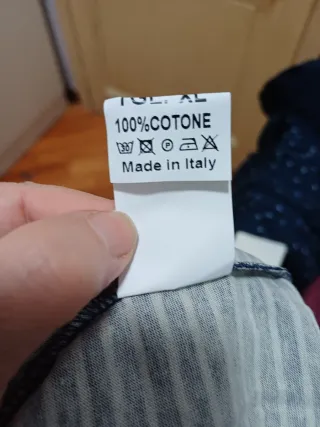 TGL. XL
100%COTONE
Made in Italy